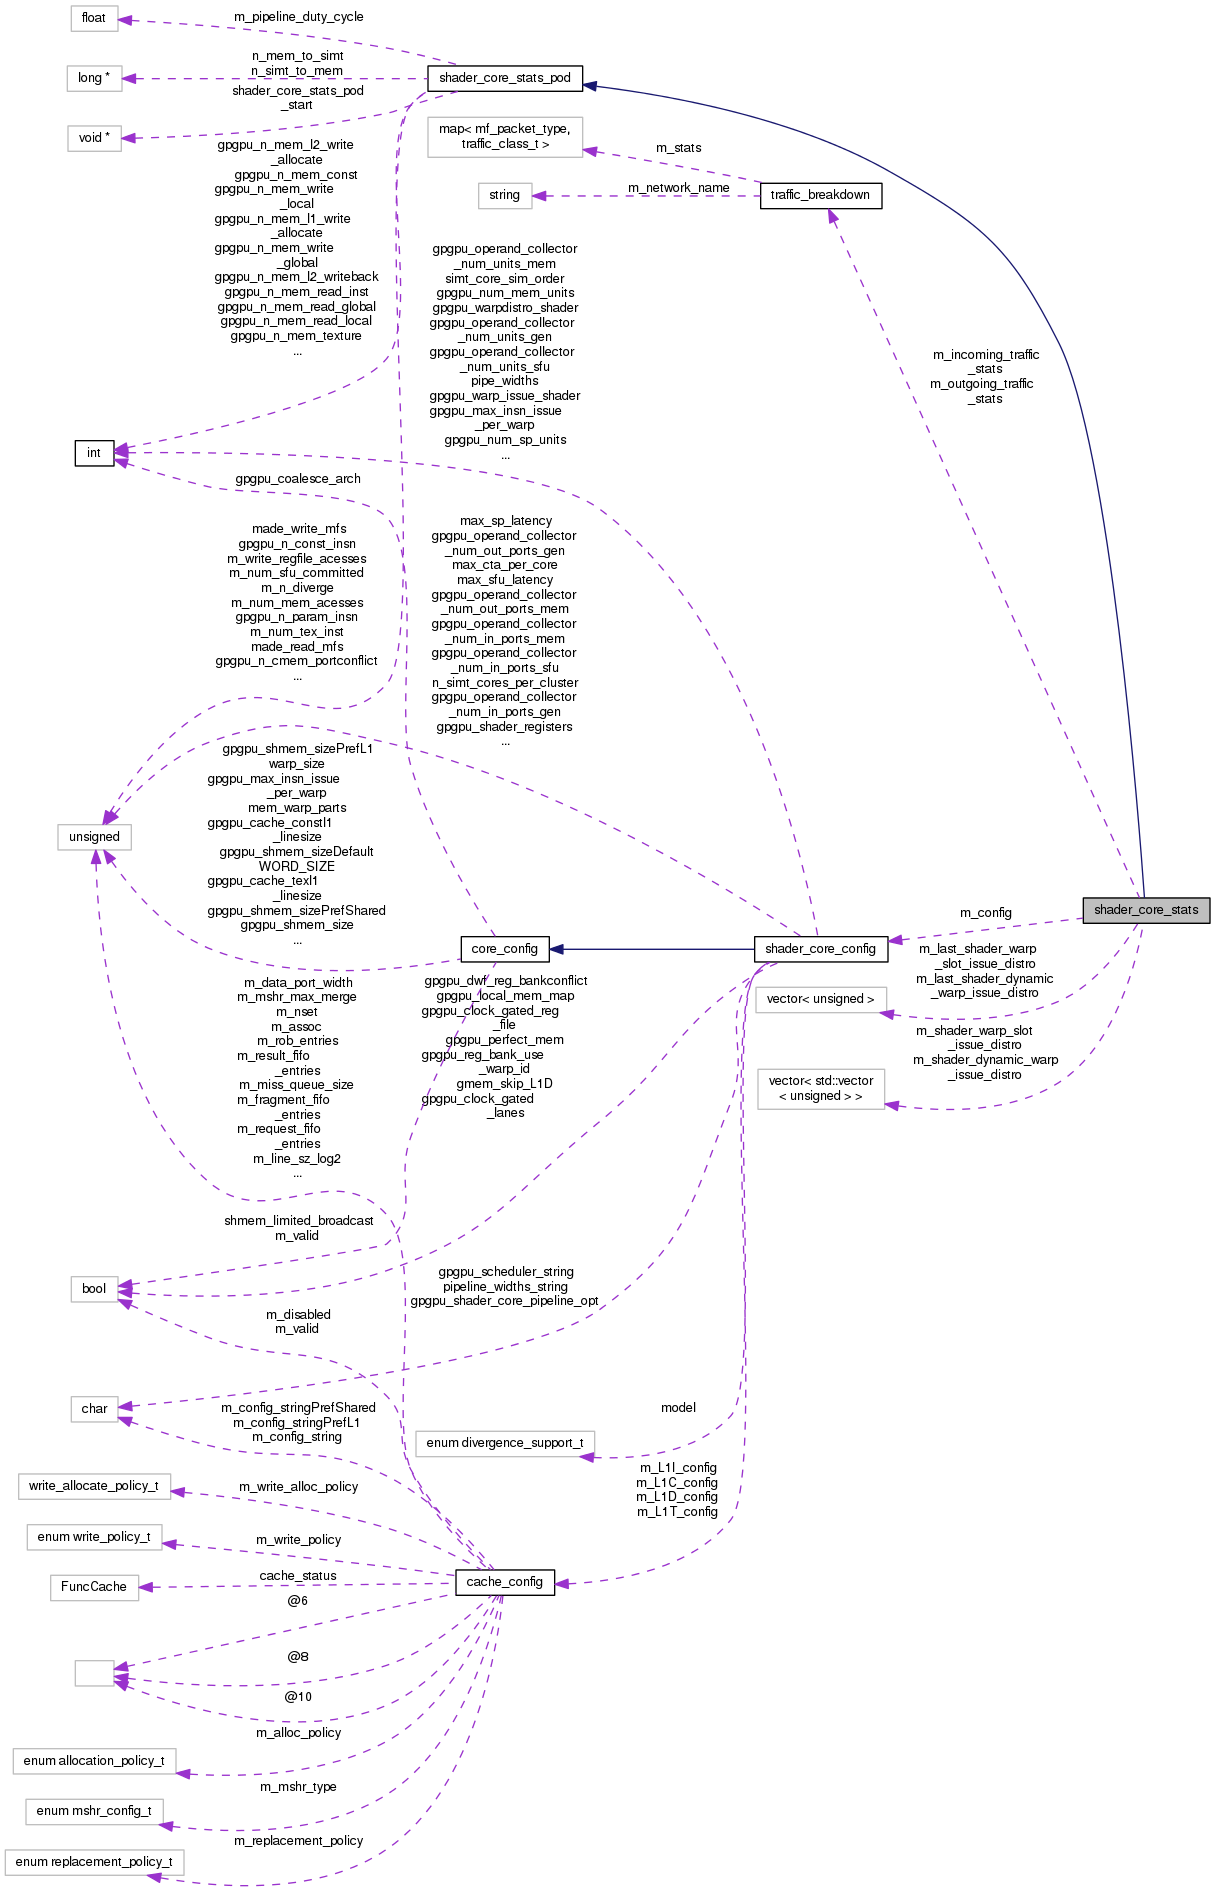 float
m_pipeline_duty_cycle
long *
n_mem_to_simt
n_simt_to_mem
shader_core_stats_pod
shader_core_stats_pod
_start
void *
map< mf_packet_type,
traffic_class_t >
m_stats
string
m_network_name
traffic_breakdown
gpgpu_n_mem_l2_write
_allocate
gpgpu_n_mem_const
gpgpu_n_mem_write
_local
gpgpu_n_mem_l1_write
_allocate
gpgpu_n_mem_write
_global
gpgpu_n_mem_l2_writeback
gpgpu_n_mem_read_inst
gpgpu_n_mem_read_global
gpgpu_n_mem_read_local
gpgpu_n_mem_texture
...
gpgpu_operand_collector
_num_units_mem
simt_core_sim_order
gpgpu_num_mem_units
gpgpu_warpdistro_shader
gpgpu_operand_collector
_num_units_gen
gpgpu_operand_collector
_num_units_sfu
pipe_widths
gpgpu_warp_issue_shader
gpgpu_max_insn_issue
_per_warp
gpgpu_num_sp_units
...
m_incoming_traffic
_stats
m_outgoing_traffic
_stats
int
gpgpu_coalesce_arch
made_write_mfs
gpgpu_n_const_insn
m_write_regfile_acesses
m_num_sfu_committed
m_n_diverge
m_num_mem_acesses
gpgpu_n_param_insn
m_num_tex_inst
made_read_mfs
gpgpu_n_cmem_portconflict
...
max_sp_latency
gpgpu_operand_collector
_num_out_ports_gen
max_cta_per_core
max_sfu_latency
gpgpu_operand_collector
_num_out_ports_mem
gpgpu_operand_collector
_num_in_ports_mem
gpgpu_operand_collector
_num_in_ports_sfu
n_simt_cores_per_cluster
gpgpu_operand_collector
_num_in_ports_gen
gpgpu_shader_registers
...
unsigned
gpgpu_shmem_sizePrefL1
warp_size
gpgpu_max_insn_issue
_per_warp
mem_warp_parts
gpgpu_cache_constl1
_linesize
gpgpu_shmem_sizeDefault
WORD_SIZE
gpgpu_cache_texl1
_linesize
gpgpu_shmem_sizePrefShared
gpgpu_shmem_size
...
core_config
shader_core_config
m_config
shader_core_stats
m_last_shader_warp
_slot_issue_distro
m_last_shader_dynamic
_warp_issue_distro
vector< unsigned >
m_shader_warp_slot
_issue_distro
m_shader_dynamic_warp
_issue_distro
vector< std::vector
< unsigned > >
m_data_port_width
m_mshr_max_merge
m_nset
m_assoc
m_rob_entries
m_result_fifo
_entries
m_miss_queue_size
m_fragment_fifo
_entries
m_request_fifo
_entries
m_line_sz_log2
...
gpgpu_dwf_reg_bankconflict
gpgpu_local_mem_map
gpgpu_clock_gated_reg
_file
gpgpu_perfect_mem
gpgpu_reg_bank_use
_warp_id
gmem_skip_L1D
gpgpu_clock_gated
_lanes
shmem_limited_broadcast
m_valid
bool
gpgpu_scheduler_string
pipeline_widths_string
gpgpu_shader_core_pipeline_opt
m_disabled
m_valid
char
m_config_stringPrefShared
m_config_stringPrefL1
m_config_string
model
enum divergence_support_t
m_L1I_config
m_L1C_config
m_L1D_config
m_L1T_config
write_allocate_policy_t
m_write_alloc_policy
enum write_policy_t
m_write_policy
FuncCache
cache_status
cache_config
@6
@8
@10
m_alloc_policy
enum allocation_policy_t
m_mshr_type
enum mshr_config_t
m_replacement_policy
enum replacement_policy_t